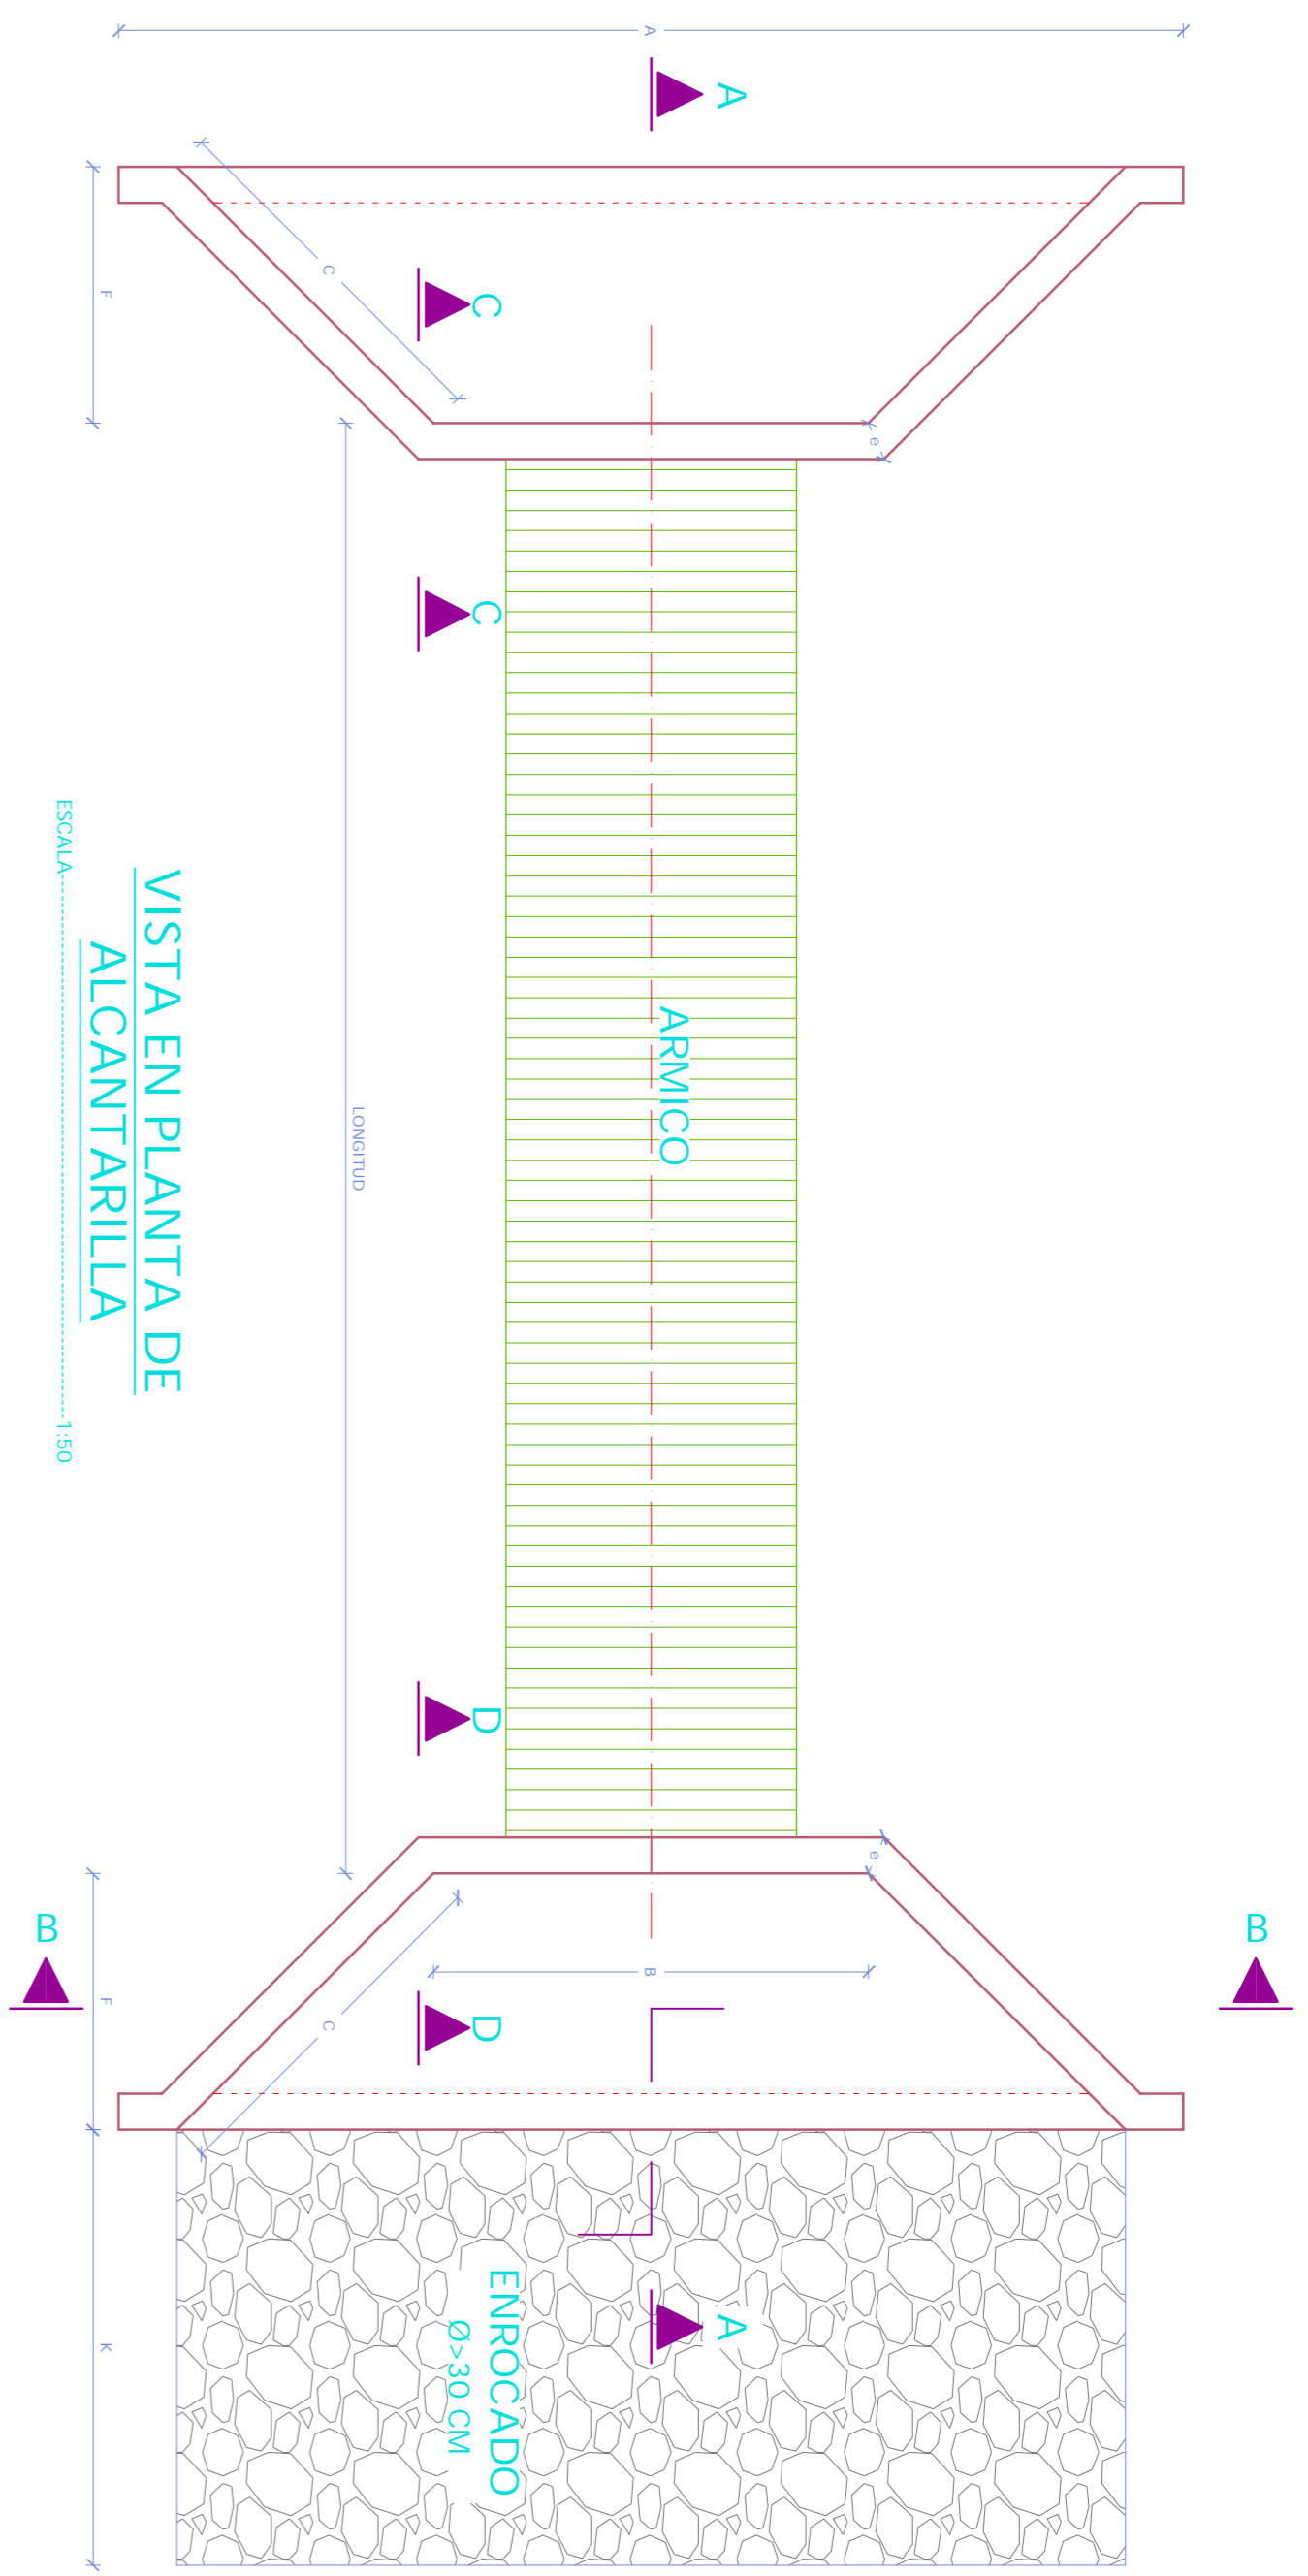 A
A
F
C
C
e
C
ARMICO
LONGITUD
VISTA EN PLANTA DE
ALCANTARILLA
ESCALA-----------------------------------------------1:50
D
e
B
B
F
B
C
D
A
ENROCADO
Ø>30 CM
K